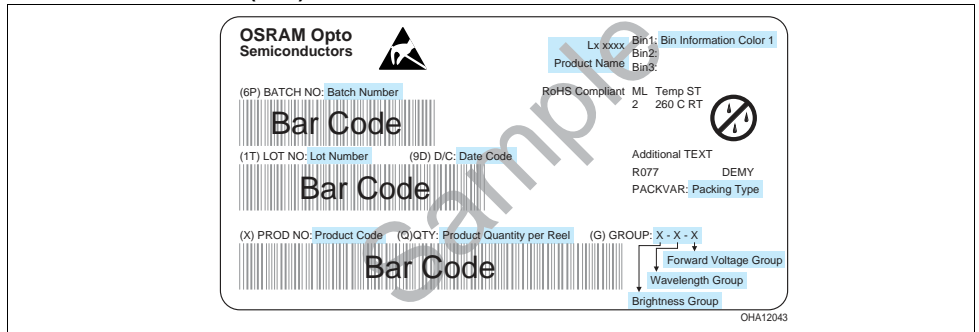 OSRAM Opto
Semiconductors
Lx xxxx
Product Name
Bin1: Bin Information Color 1
Bin2:
Bin3:
(6P) BATCH NO: Batch Number
Bar Code
RoHS Compliant ML Temp ST
2 260 C RT
(1T) LOT NO: Lot Number (9D) D/C: Date Code
Bar Code
Additional TEXT
R077 DEMY
PACKVAR: Packing Type
(X) PROD NO: Product Code (Q)QTY: Product Quantity per Reel (G) GROUP: X - X - X
Bar Code
Forward Voltage Group
Wavelength Group
Brightness Group
Sample
OHA12043